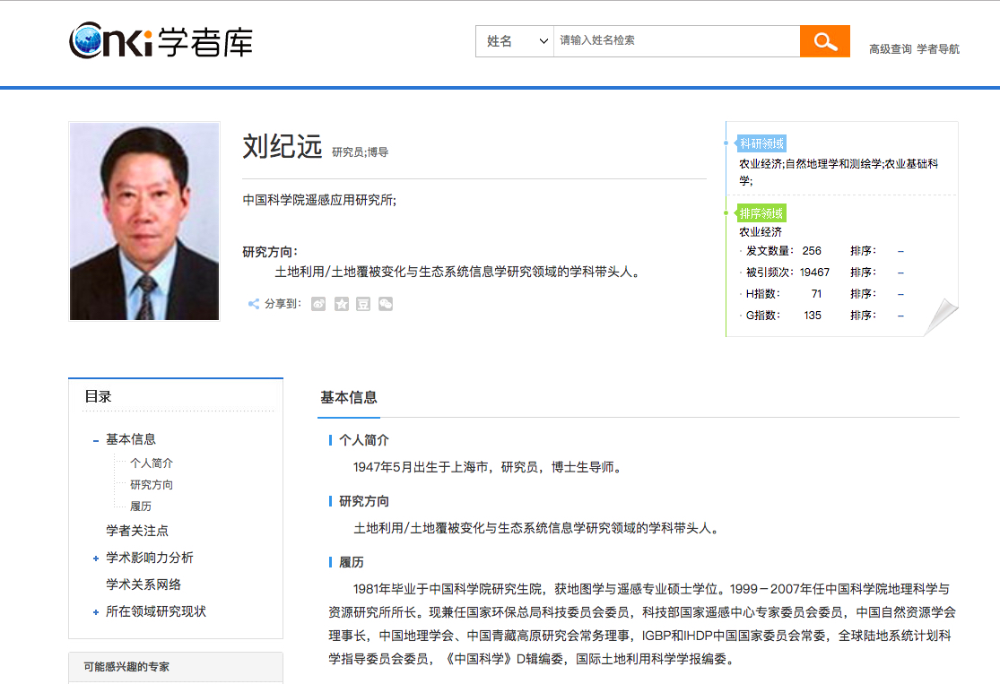 cnki学者库
姓名 请输入姓名检索 高级查询 学者导航
刘纪远 研究员;博导
中国科学院遥感应用研究所;
研究方向：
土地利用/土地覆被变化与生态系统信息学研究领域的学科带头人。
分享到：
科研领域
农业经济;自然地理学和测绘学;农业基础科
学;
排序领域
农业经济
发文数量： 256 排序： －
被引频次：19467 排序： －
H指数： 71 排序： －
G指数： 135 排序： －
目录
－ 基本信息
个人简介
研究方向
履历
学者关注点
+ 学术影响力分析
学术关系网络
+ 所在领域研究现状
可能感兴趣的专家
基本信息
个人简介
1947年5月出生于上海市，研究员，博士生导师。
研究方向
土地利用/土地覆被变化与生态系统信息学研究领域的学科带头人。
履历
1981年毕业于中国科学院研究生院，获地图学与遥感专业硕士学位。1999－2007年任中国科学院地理科学与
资源研究所所长。现兼任国家环保总局科技委员会委员，科技部国家遥感中心专家委员会委员，中国自然资源学会
理事长，中国地理学会、中国青藏高原研究会常务理事，IGBP和IHDP中国国家委员会常委，全球陆地系统计划科
学指导委员会委员，《中国科学》D辑编委，国际土地利用科学学报编委。